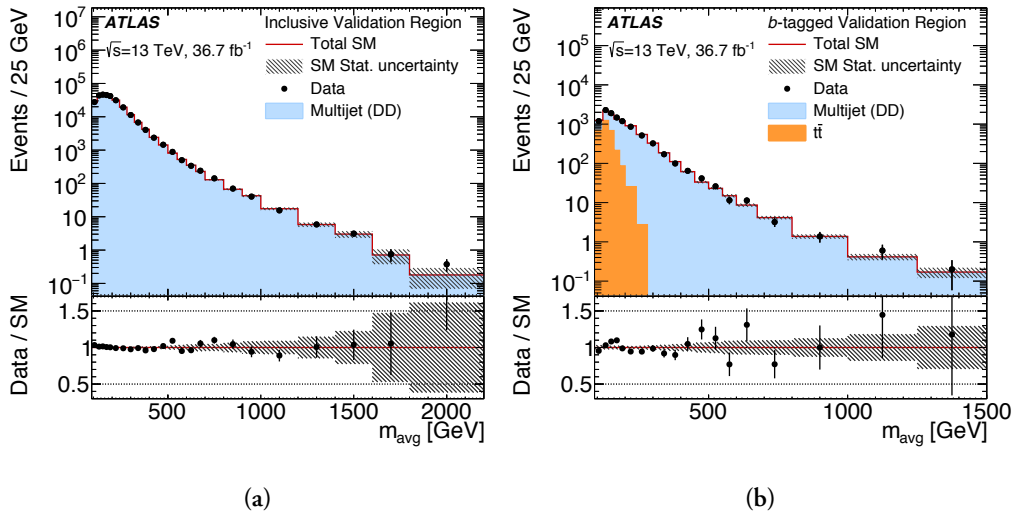 ATLAS Inclusive Validation Region
√s=13 TeV, 36.7 fb⁻¹
Total SM
SM Stat. uncertainty
Data
Multijet (DD)
Events / 25 GeV
10⁷
10⁶
10⁵
10⁴
10³
10²
10
1
10⁻¹
Data / SM
1.5
1
0.5
500 1000 1500 2000
m_avg [GeV]
(a)
ATLAS b-tagged Validation Region
√s=13 TeV, 36.7 fb⁻¹
Total SM
SM Stat. uncertainty
Data
Multijet (DD)
tt̄
Events / 25 GeV
10⁵
10⁴
10³
10²
10
1
10⁻¹
Data / SM
1.5
1
0.5
500 1000 1500
m_avg [GeV]
(b)